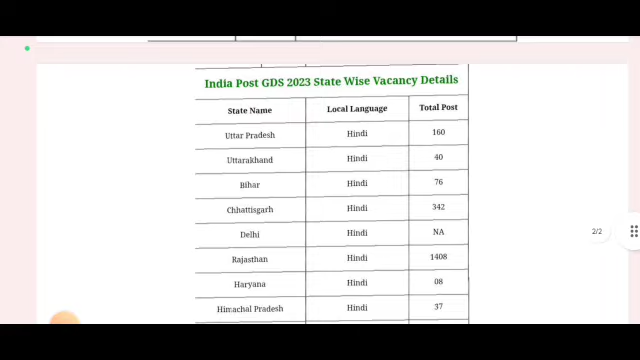 India Post GDS 2023 State Wise Vacancy Details
State Name Local Language Total Post
Uttar Pradesh Hindi 160
Uttarakhand Hindi 40
Bihar Hindi 76
Chhattisgarh Hindi 342
Delhi Hindi NA
Rajasthan Hindi 1408
Haryana Hindi 08
Himachal Pradesh Hindi 37
2/2